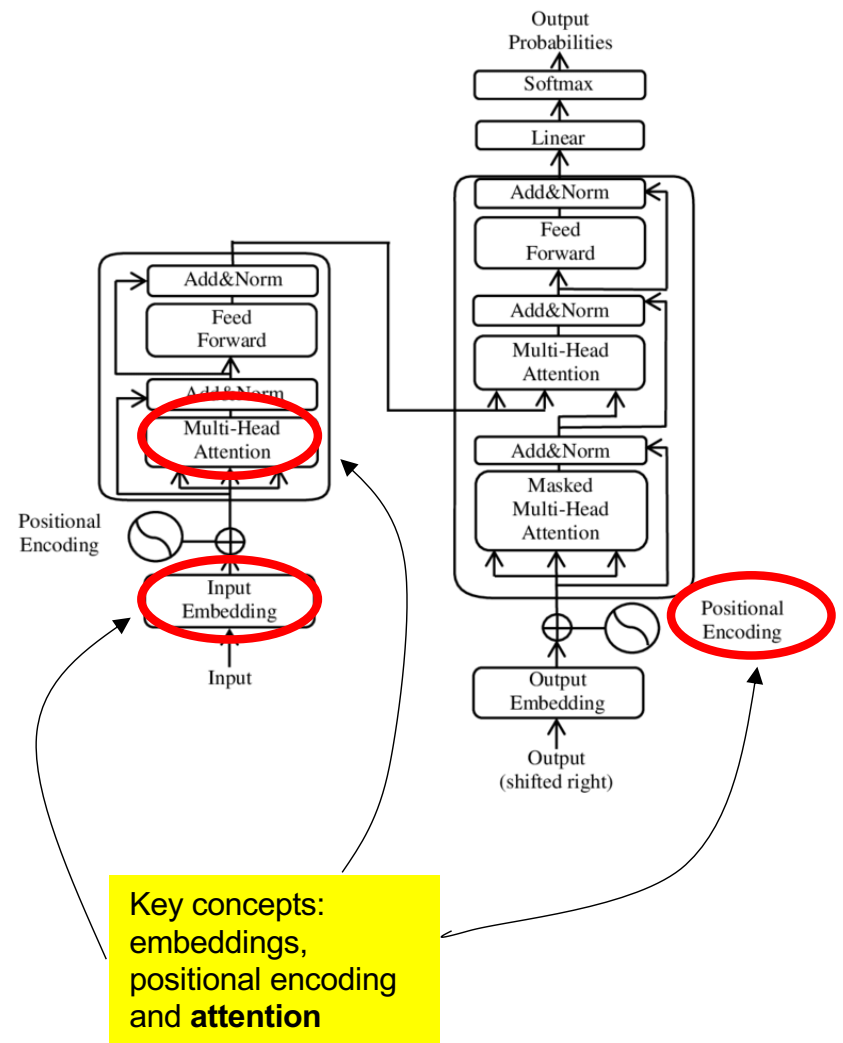 Output
Probabilities
Softmax
Linear
Add&Norm
Feed
Forward
Add&Norm
Multi-Head
Attention
Add&Norm
Masked
Multi-Head
Attention
Positional
Encoding
Output
Embedding
Output
(shifted right)
Add&Norm
Feed
Forward
Add&Norm
Multi-Head
Attention
Positional
Encoding
Input
Embedding
Input
Key concepts:
embeddings,
positional encoding
and attention